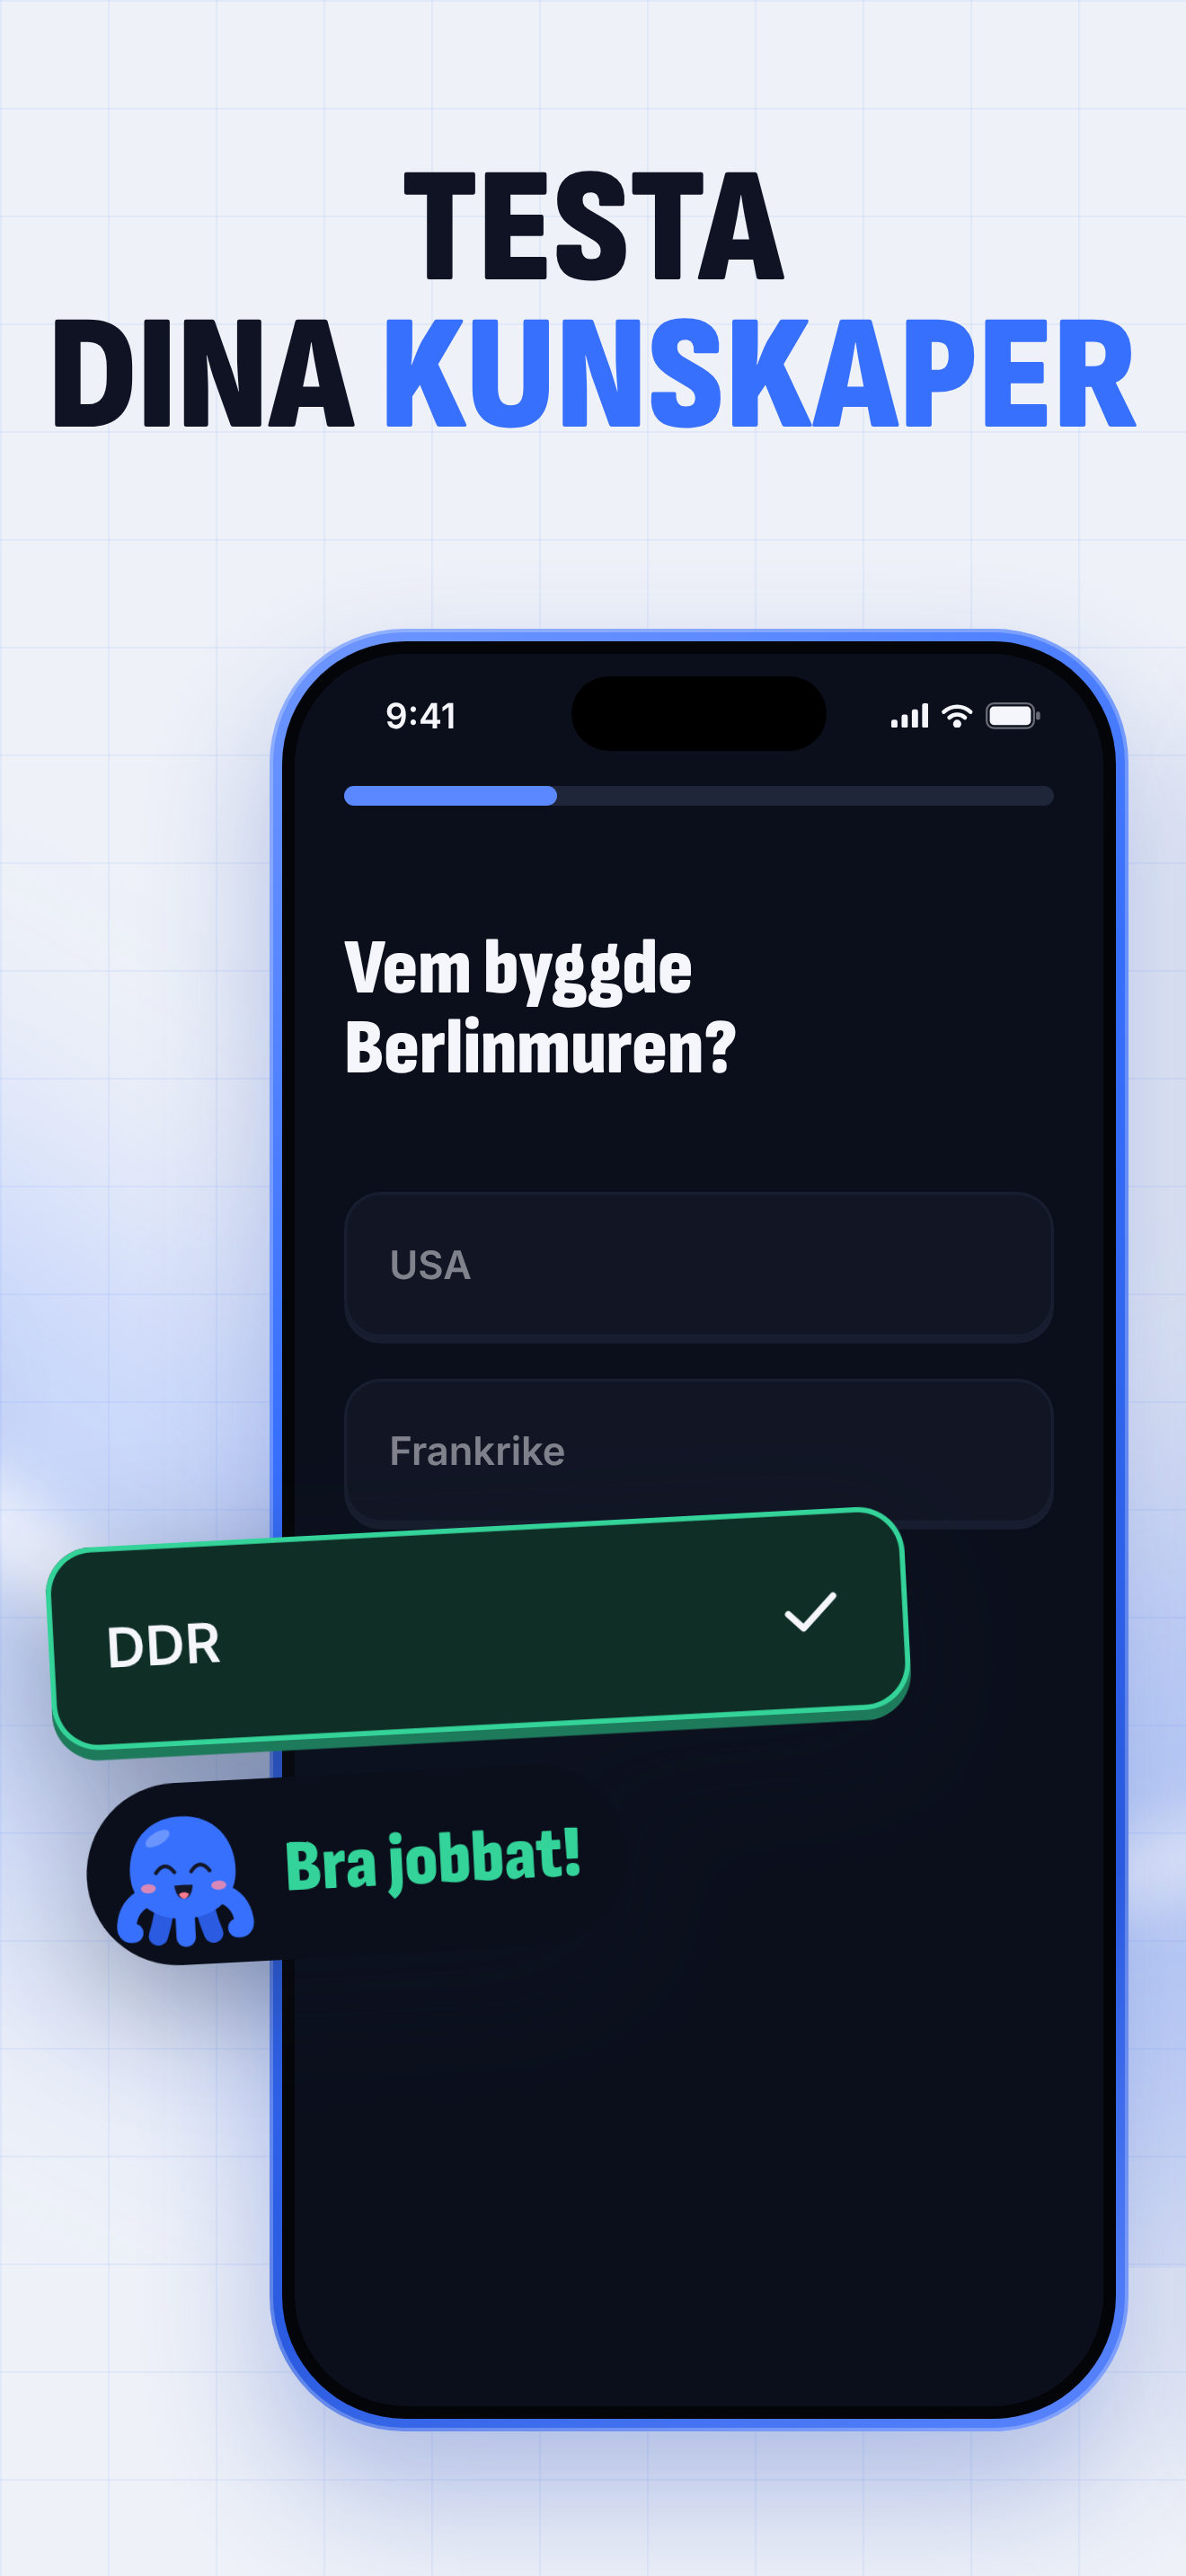 TESTA
DINA KUNSKAPER
9:41
Vem byggde
Berlinmuren?
USA
Frankrike
DDR
Bra jobbat!